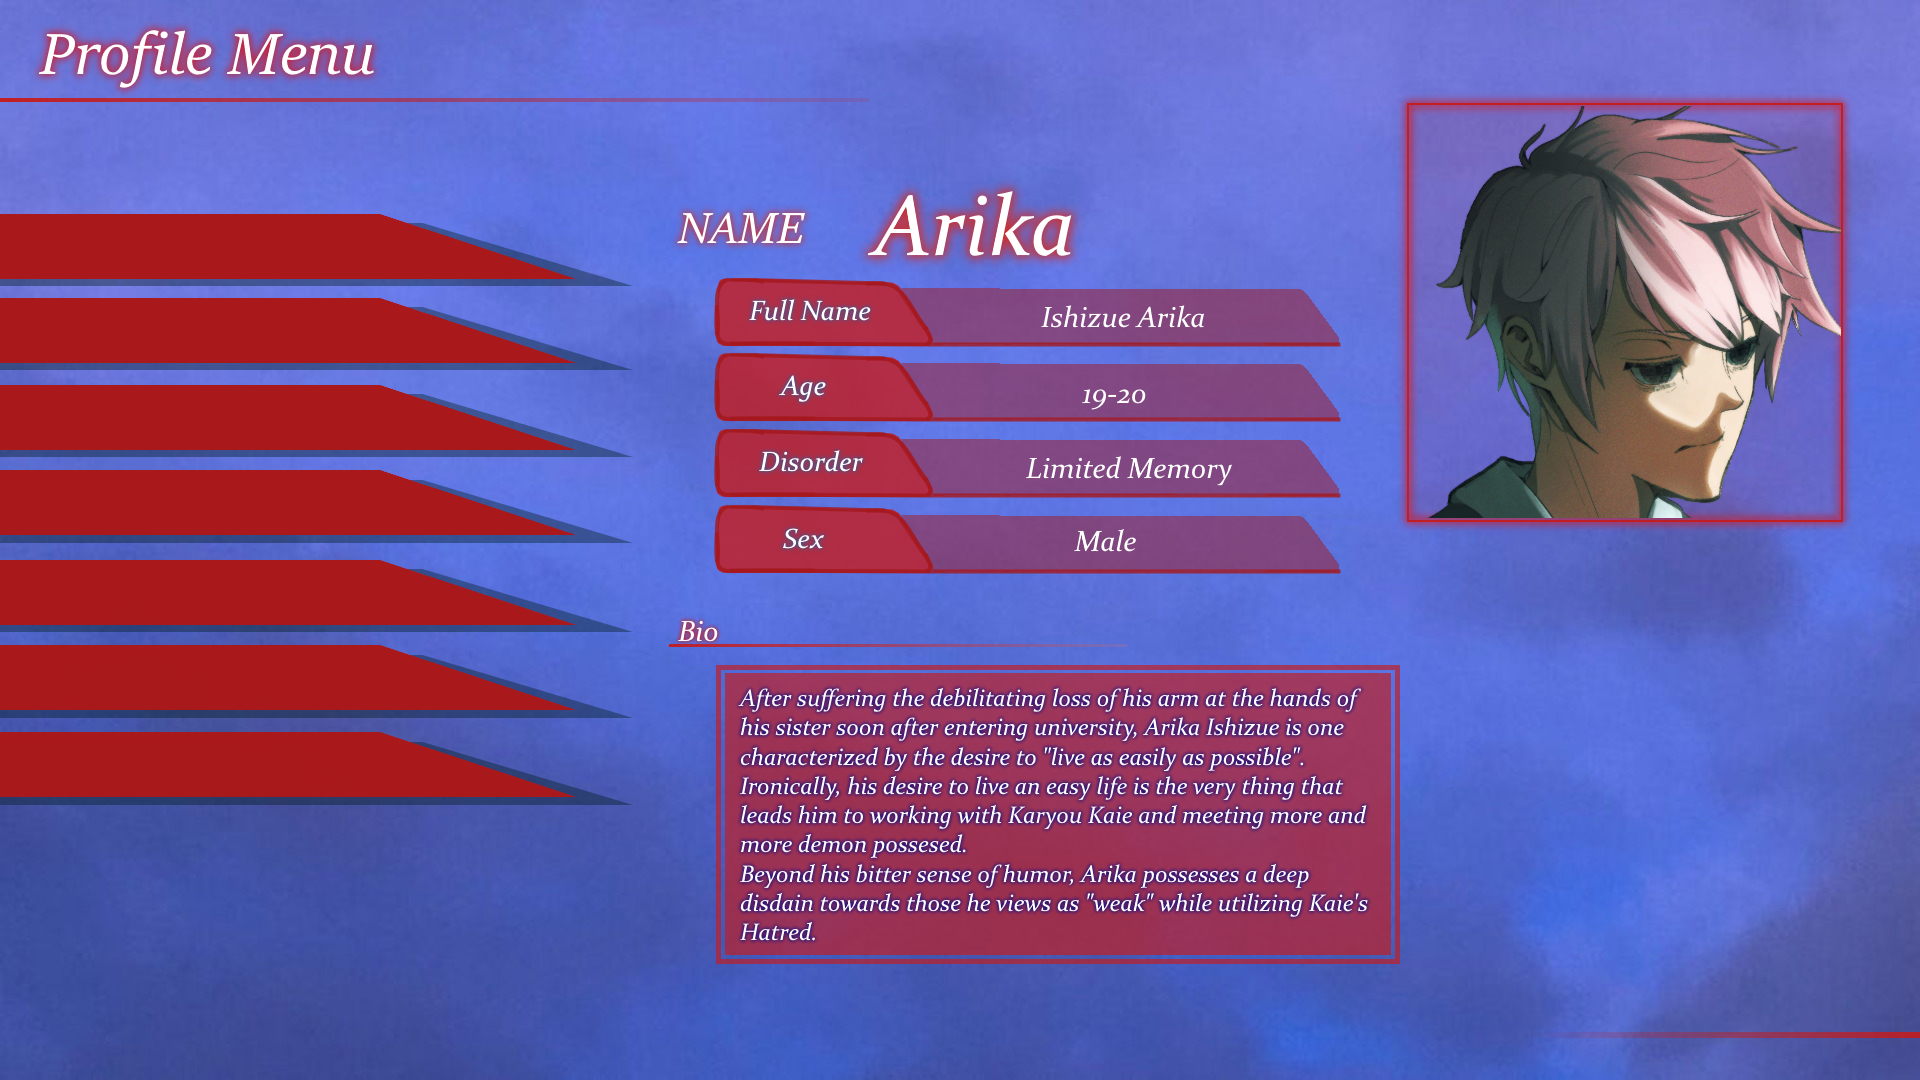 Profile Menu
NAME Arika
Full Name Ishizue Arika
Age 19-20
Disorder Limited Memory
Sex Male
Bio
After suffering the debilitating loss of his arm at the hands of
his sister soon after entering university, Arika Ishizue is one
characterized by the desire to "live as easily as possible".
Ironically, his desire to live an easy life is the very thing that
leads him to working with Karyou Kaie and meeting more and
more demon possesed.
Beyond his bitter sense of humor, Arika possesses a deep
disdain towards those he views as "weak" while utilizing Kaie's
Hatred.